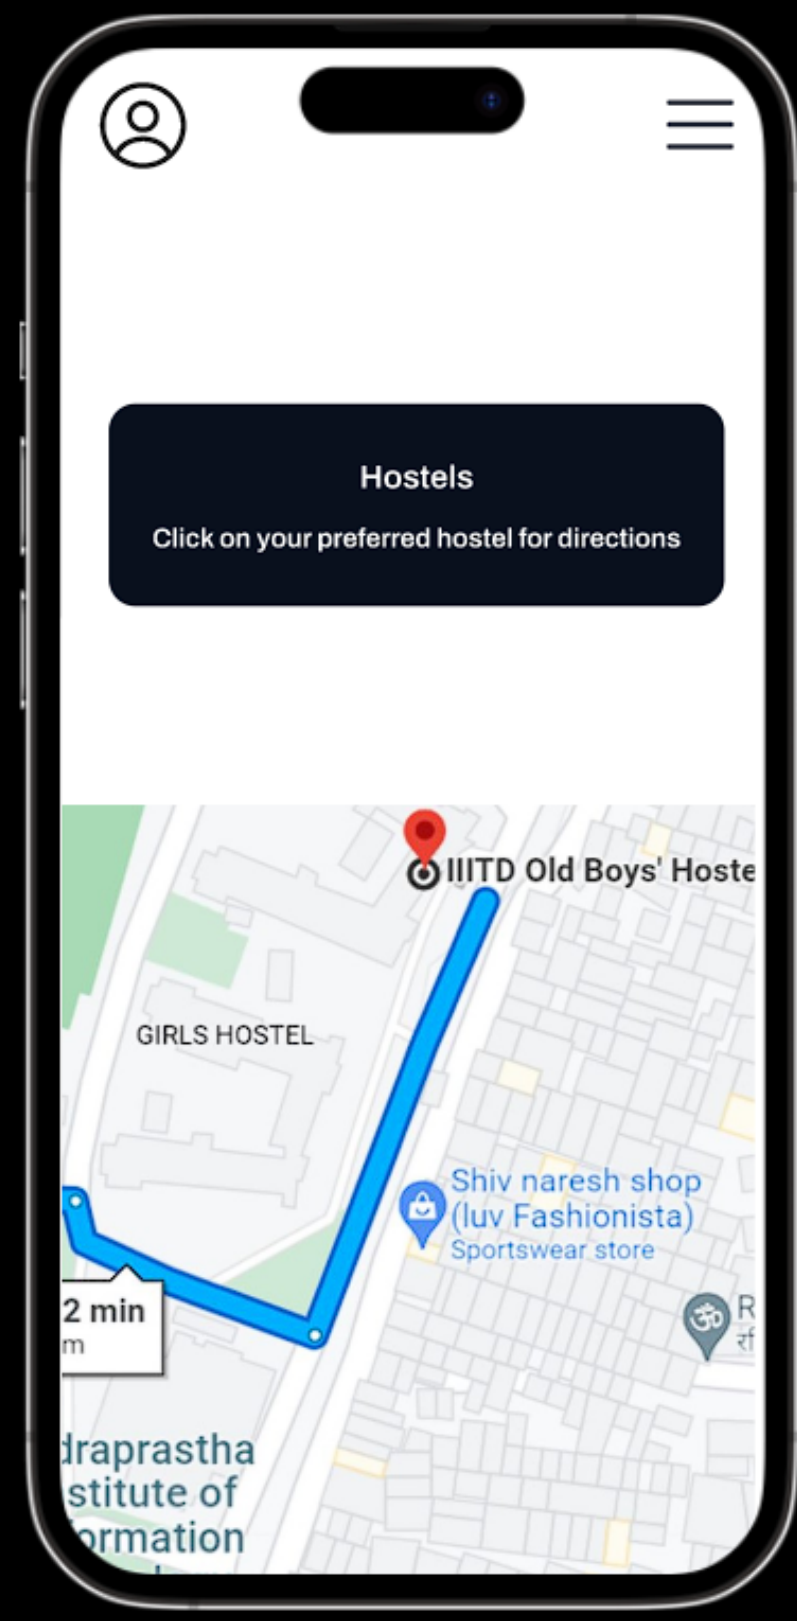 Hostels
Click on your preferred hostel for directions
IIITD Old Boys' Hoste
GIRLS HOSTEL
Shiv naresh shop
(luv Fashionista)
Sportswear store
2 min
m
R
draprastha
stitute of
ormation